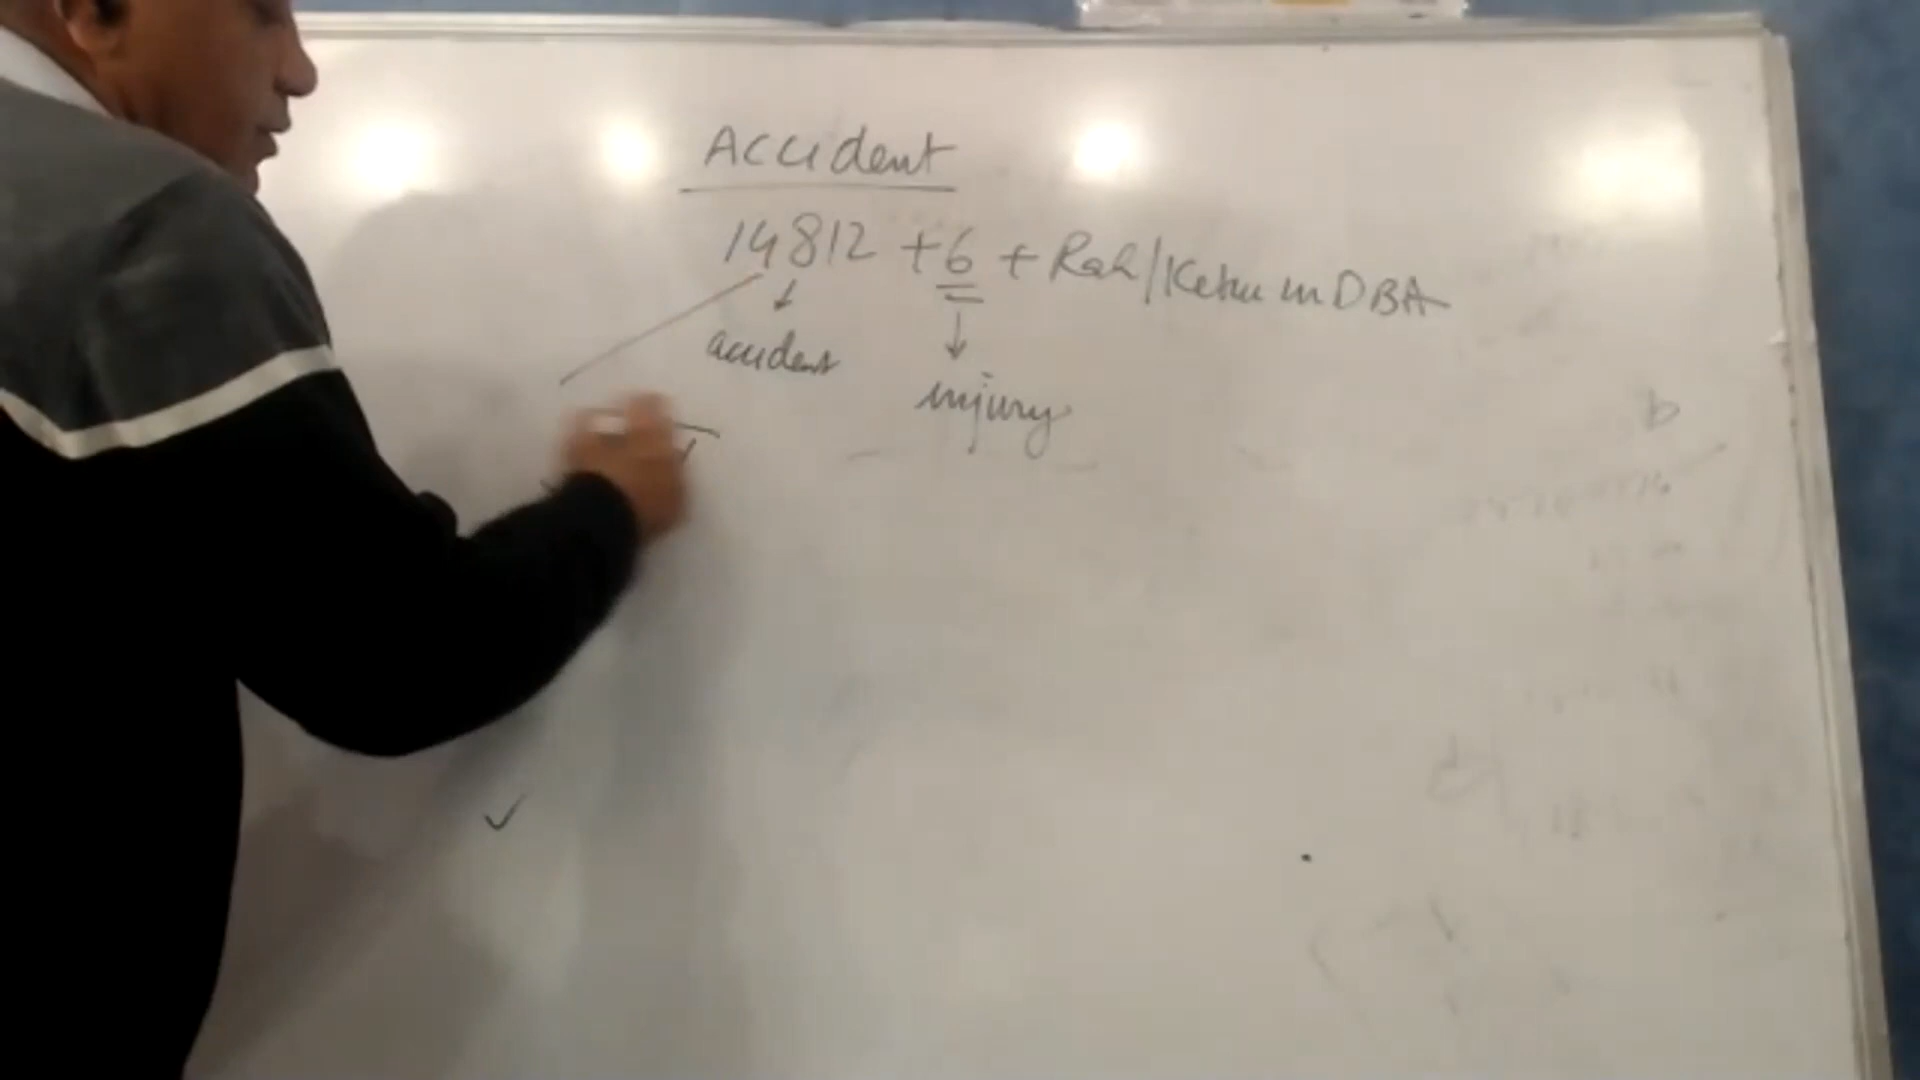 Accident
14812 + 6 + Rah/Ketu in DBA
accident
injury